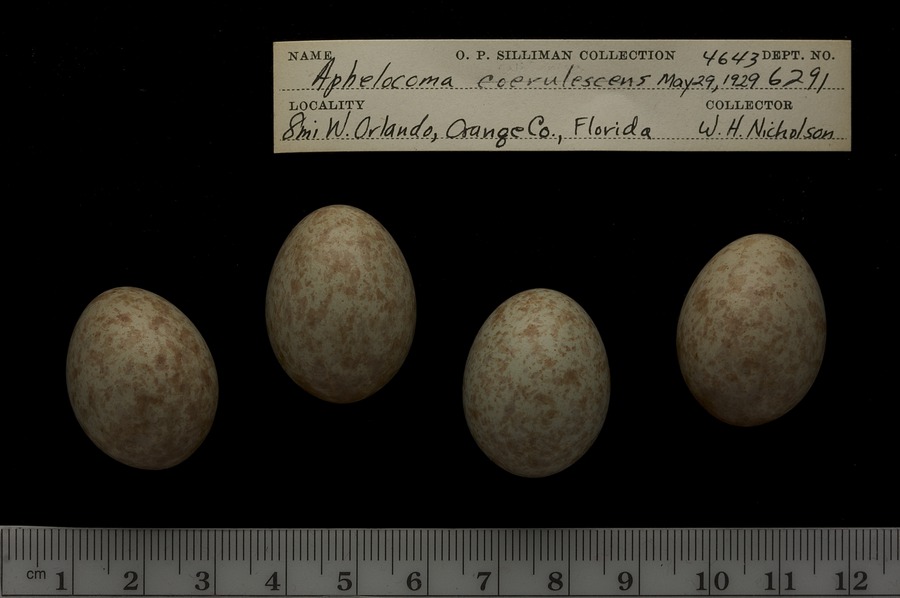 NAME O. P. SILLIMAN COLLECTION 4643 DEPT. NO.
Aphelocoma coerulescens May 29, 1929 6291
LOCALITY COLLECTOR
8mi W. Orlando, Orange Co., Florida W. H. Nicholson
cm 1 2 3 4 5 6 7 8 9 10 11 12